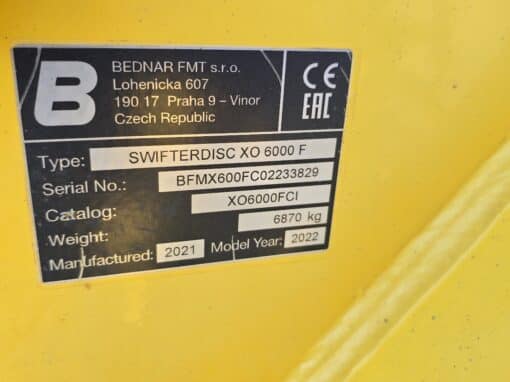 B
BEDNAR FMT s.r.o.
Lohenicka 607
190 17 Praha 9 - Vinor
Czech Republic
CE
EAC
Type: SWIFTERDISC XO 6000 F
Serial No.: BFMX600FC02233829
Catalog: XO6000FCI
Weight: 6870 kg
Manufactured: 2021 Model Year: 2022